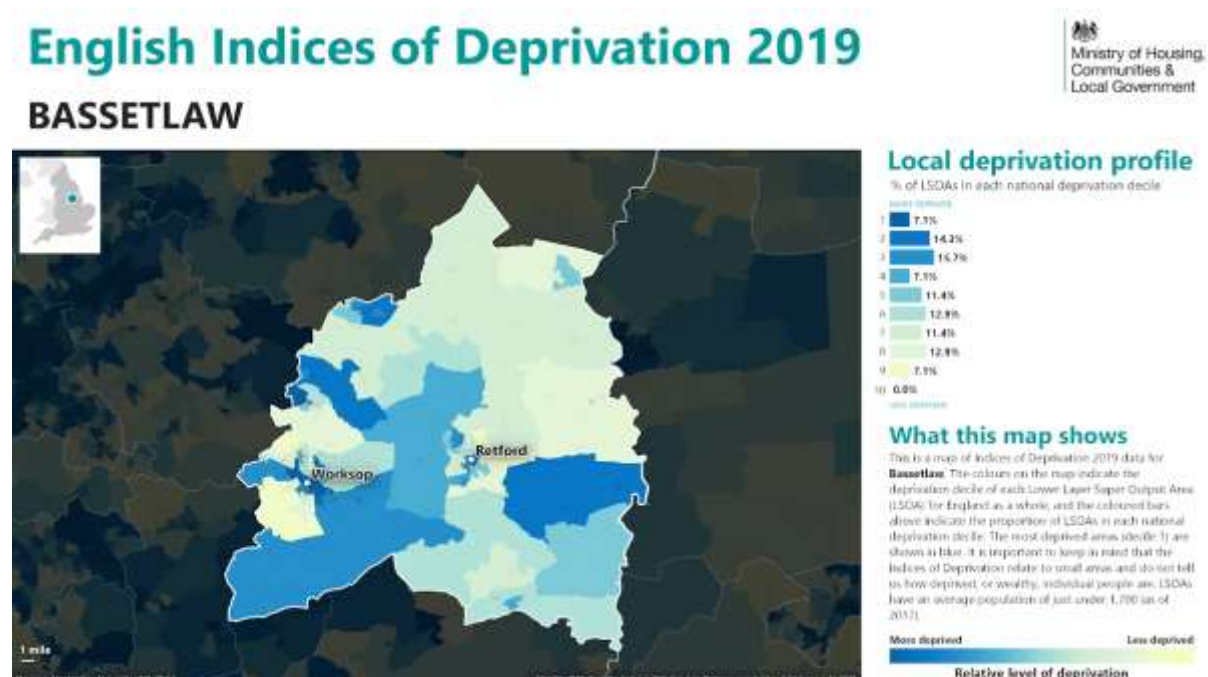 English Indices of Deprivation 2019
Ministry of Housing,
Communities &
Local Government
BASSETLAW
Retford
Worksop
1 mile
Local deprivation profile
% of LSOAs in each national deprivation decile
1 7.1%
2 14.3%
3 15.7%
4 7.1%
5 11.4%
6 12.9%
7 11.4%
8 12.9%
9 7.1%
10 0.0%
What this map shows
This is a map of Indices of Deprivation 2019 data for
Bassetlaw. The colours on the map indicate the
deprivation decile of each Lower Layer Super Output Area
(LSOA) for England as a whole, and the coloured bars
above indicate the proportion of LSOAs in each national
deprivation decile. The most deprived areas (decile 1) are
shown in blue. It is important to keep in mind that the
Indices of Deprivation relate to small areas and do not tell
us how deprived, or wealthy, individual people are. LSOAs
have an average population of just under 1,700 (as of
2017).
More deprived Less deprived
Relative level of deprivation